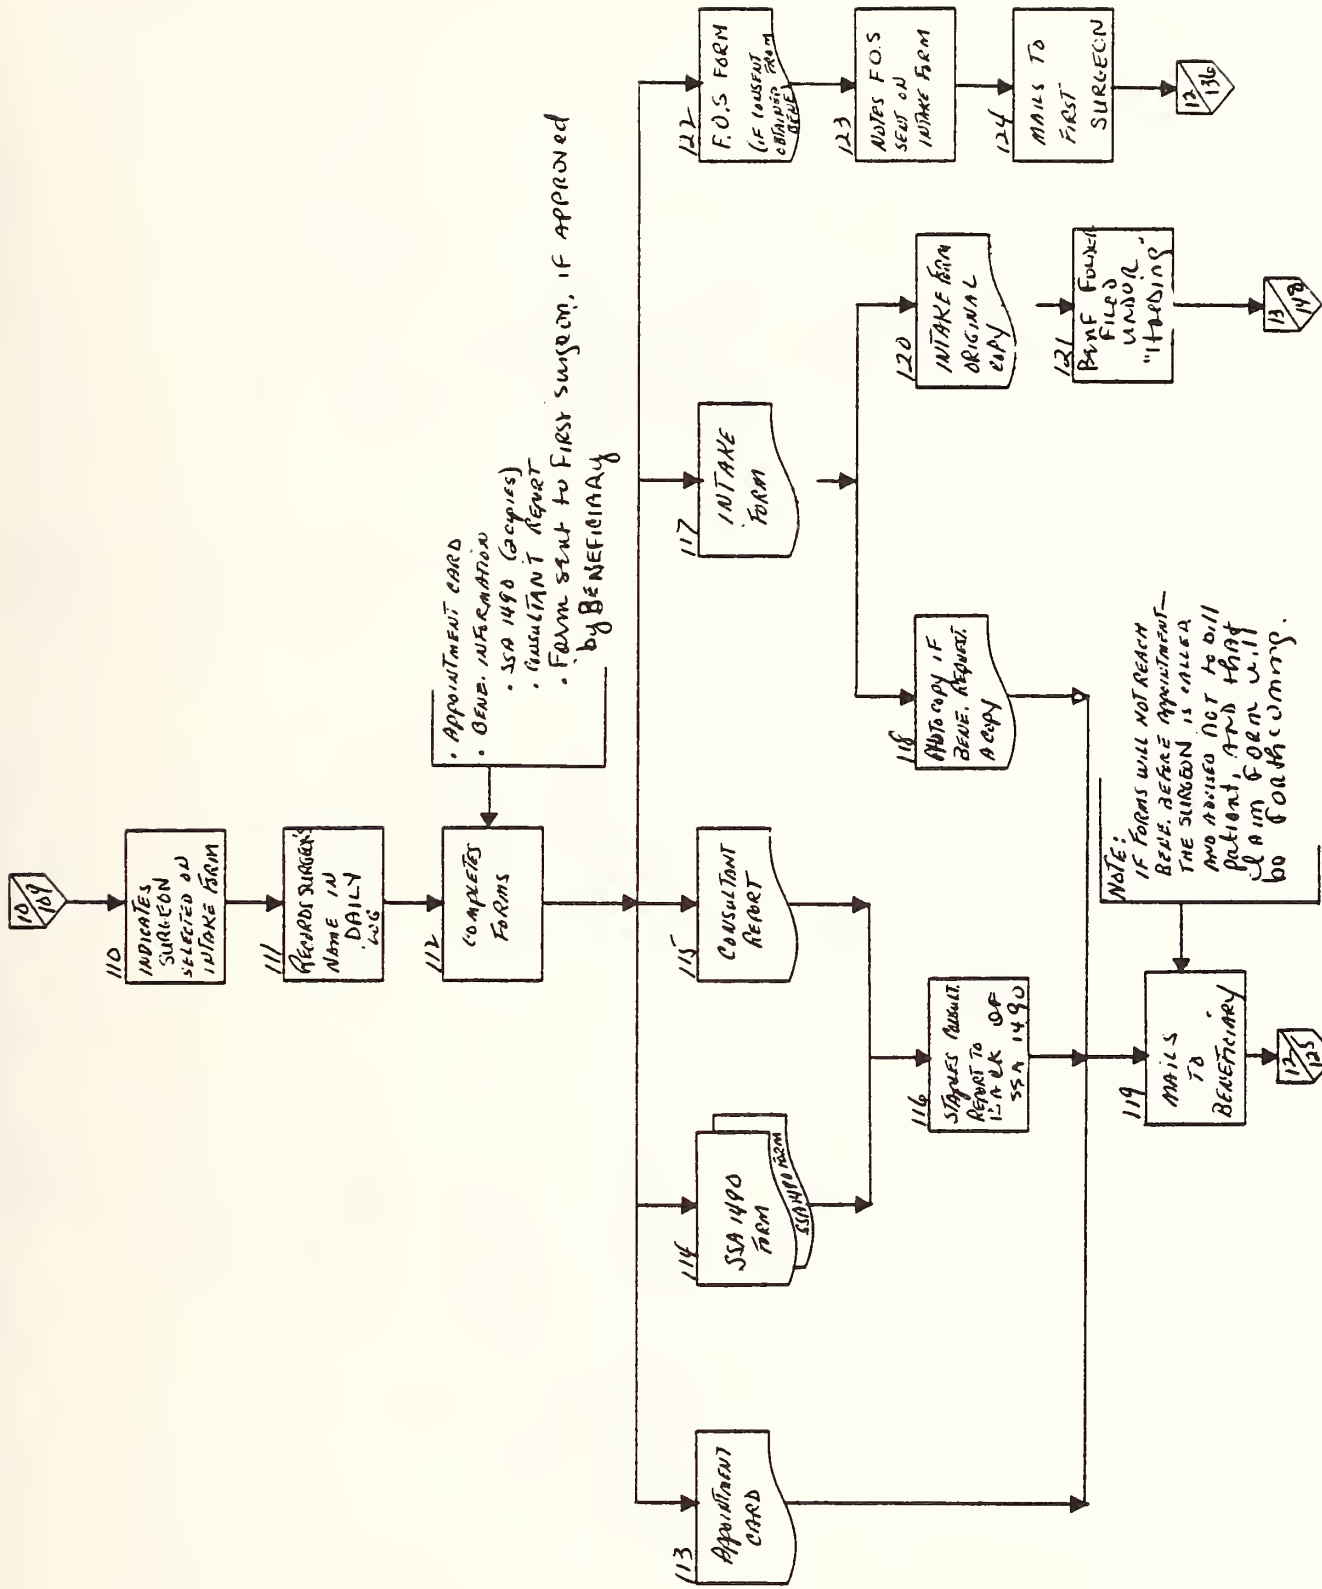 10/109
110
INDICATES
SURGEON
SELECTED ON
INTAKE FORM
111
RECORDS SURGEON'S
NAME IN
DAILY
LOG
112
COMPLETES
FORMS
· APPOINTMENT CARD
· BENE. INFORMATION
· SSA 1490 (2 copies)
· CONSULTANT REPORT
· Form sent to First Surgeon, IF APPROVED
by BENEFICIARY
113
APPOINTMENT
CARD
114
SSA 1490
FORM
SSA 1490 FORM
115
CONSULTANT
REPORT
116
STAPLES CONSULT.
REPORT TO
BACK OF
SSA 1490
117
INTAKE
FORM
118
PHOTOCOPY IF
BENE. REQUEST.
A COPY
NOTE:
IF FORMS WILL NOT REACH
BENE. BEFORE APPOINTMENT—
THE SURGEON IS CALLED
AND ADVISED NOT to bill
patient, AND that
claim FORM will
be FORthcoming.
119
MAILS
TO
BENEFICIARY
12/125
120
INTAKE FORM
ORIGINAL
COPY
121
BENF FOLDER
FILED
UNDOR
"HOLDING"
13/148
122
F.O.S FORM
(IF CONSENT
OBTAINED FROM
BENE)
123
NOTES F.O.S
SENT ON
INTAKE FORM
124
MAILS TO
FIRST
SURGEON
12/136